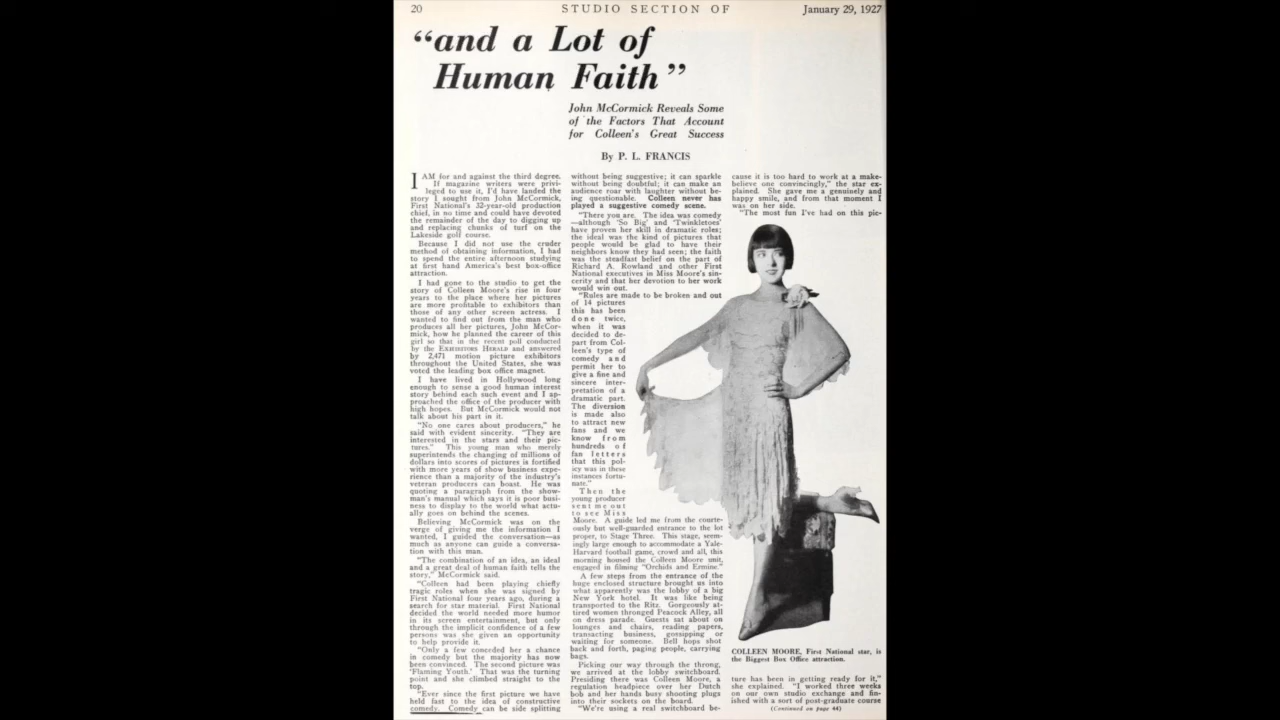 20
STUDIO SECTION OF
January 29, 1927
“and a Lot of
Human Faith”
John McCormick Reveals Some
of the Factors That Account
for Colleen's Great Success
By P. L. FRANCIS
I AM for and against the third degree.
If magazine writers were privi-
leged to use it, I'd have landed the
story I sought from John McCormick,
First National's 32-year-old production
chief, in no time and could have devoted
the remainder of the day to digging up
and replacing chunks of turf on the
Lakeside golf course.
Because I did not use the cruder
method of obtaining information, I had
to spend the entire afternoon studying
at first hand America's best box-office
attraction.
I had gone to the studio to get the
story of Colleen Moore's rise in four
years to the place where her pictures
are more profitable to exhibitors than
those of any other screen actress. I
wanted to find out from the man who
produces all her pictures, John McCor-
mick, how he planned the career of this
girl so that in the recent poll conducted
by the EXHIBITORS HERALD and answered
by 2,471 motion picture exhibitors
throughout the United States, she was
voted the leading box office magnet.
I have lived in Hollywood long
enough to sense a good human interest
story behind each such event and I ap-
proached the office of the producer with
high hopes. But McCormick would not
talk about his part in it.
"No one cares about producers," he
said with evident sincerity. "They are
interested in the stars and their pic-
tures." This young man who merely
superintends the changing of millions of
dollars into scores of pictures is fortified
with more years of show business expe-
rience than a majority of the industry's
veteran producers can boast. He was
quoting a paragraph from the show-
man's manual which says it is poor busi-
ness to display to the world what actu-
ally goes on behind the scenes.
Believing McCormick was on the
verge of giving me the information I
wanted, I guided the conversation—as
much as anyone can guide a conversa-
tion with this man.
"The combination of an idea, an ideal
and a great deal of human faith tells the
story," McCormick said.
"Colleen had been playing chiefly
tragic roles when she was signed by
First National four years ago, during a
search for star material. First National
decided the world needed more humor
in its screen entertainment, but only
through the implicit confidence of a few
persons was she given an opportunity
to help provide it.
"Only a few conceded her a chance
in comedy but the majority has now
been convinced. The second picture was
'Flaming Youth.' That was the turning
point and she climbed straight to the
top.
"Ever since the first picture we have
held fast to the idea of constructive
comedy. Comedy can be side splitting
without being suggestive; it can sparkle
without being doubtful; it can make an
audience roar with laughter without be-
ing questionable. Colleen never has
played a suggestive comedy scene.
"There you are. The idea was comedy
—although 'So Big' and 'Twinkletoes'
have proven her skill in dramatic roles;
the ideal was the kind of pictures that
people would be glad to have their
neighbors know they had seen; the faith
was the steadfast belief on the part of
Richard A. Rowland and other First
National executives in Miss Moore's sin-
cerity and that her devotion to her work
would win out.
"Rules are made to be broken and out
of 14 pictures
this has been
done twice,
when it was
decided to de-
part from Col-
leen's type of
comedy and
permit her to
give a fine and
sincere inter-
pretation of a
dramatic part.
The diversion
is made also
to attract new
fans and we
know from
hundreds of
fan letters
that this pol-
icy was in these
instances fortu-
nate."
Then the
young producer
sent me out
to see Miss
Moore. A guide led me from the courte-
ously but well-guarded entrance to the lot
proper, to Stage Three. This stage, seem-
ingly large enough to accommodate a Yale-
Harvard football game, crowd and all, this
morning housed the Colleen Moore unit,
engaged in filming "Orchids and Ermine."
A few steps from the entrance of the
huge enclosed structure brought us into
what apparently was the lobby of a big
New York hotel. It was like being
transported to the Ritz. Gorgeously at-
tired women thronged Peacock Alley, all
on dress parade. Guests sat about on
lounges and chairs, reading papers,
transacting business, gossiping or
waiting for someone. Bell hops shot
back and forth, paging people, carrying
bags.
Picking our way through the throng,
we arrived at the lobby switchboard.
Presiding there was Colleen Moore, a
regulation headpiece over her Dutch
bob and her hands busy shooting plugs
into their sockets on the board.
"We're using a real switchboard be-
cause it is too hard to work at a make-
believe one convincingly," the star ex-
plained. She gave me a genuinely and
happy smile, and from that moment I
was on her side.
"The most fun I've had on this pic-
COLLEEN MOORE, First National star, is
the Biggest Box Office attraction.
ture has been in getting ready for it,"
she explained. "I worked three weeks
on our own studio exchange and fin-
ished with a sort of post-graduate course
(Continued on page 44)